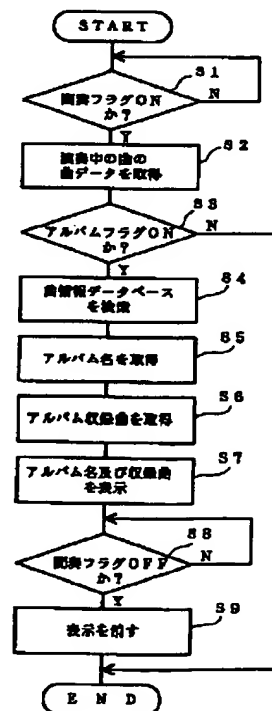 START
S1
間奏フラグON
か？
N
Y
S2
演奏中の曲の
曲データを取得
S3
アルバムフラグON
か？
N
Y
S4
曲情報データベース
を検索
S5
アルバム名を取得
S6
アルバム収録曲を取得
S7
アルバム名及び収録曲
を表示
S8
間奏フラグOFF
か？
N
Y
S9
表示を消す
END